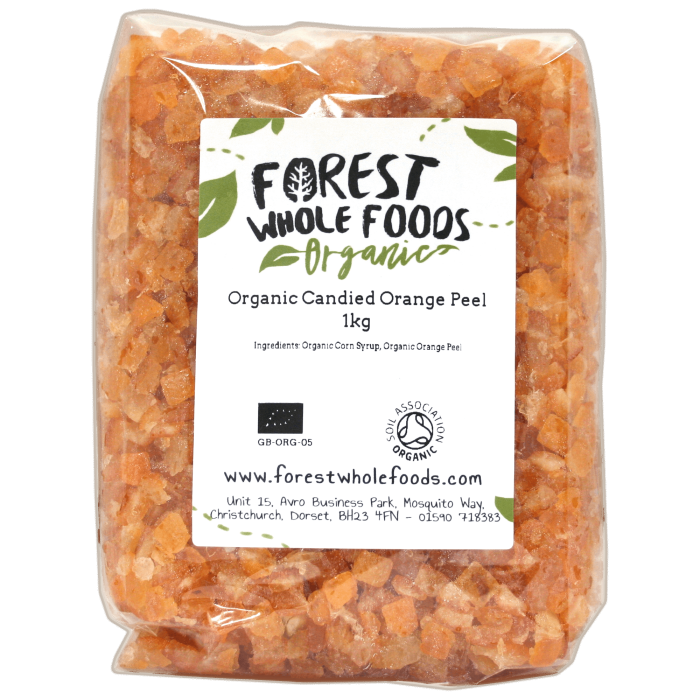 FOREST
WHOLE FOODS
Organic
Organic Candied Orange Peel
1kg
Ingredients: Organic Corn Syrup, Organic Orange Peel
GB-ORG-05
SOIL ASSOCIATION
ORGANIC
www.forestwholefoods.com
Unit 15, Avro Business Park, Mosquito Way,
Christchurch, Dorset, BH23 4FN - 01590 718383